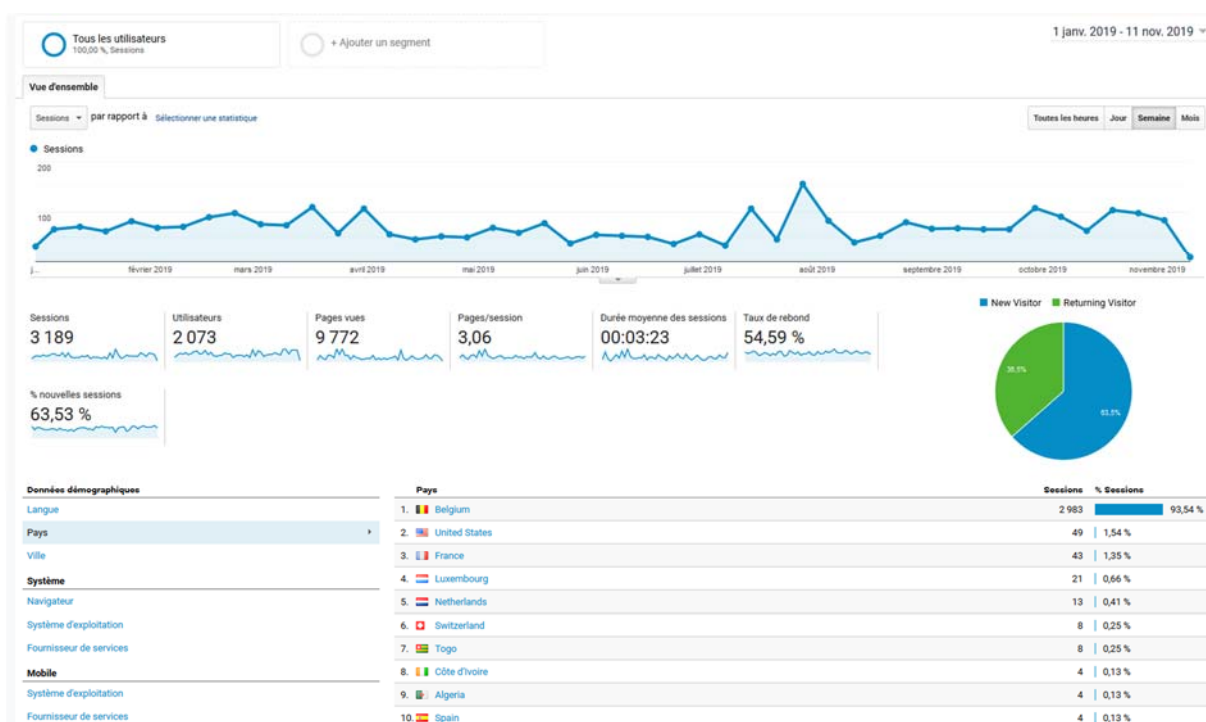 Tous les utilisateurs
100,00 %, Sessions
+ Ajouter un segment
1 janv. 2019 - 11 nov. 2019
Vue d'ensemble
Sessions par rapport à Sélectionner une statistique
Toutes les heures Jour Semaine Mois
Sessions
200
100
j... février 2019 mars 2019 avril 2019 mai 2019 juin 2019 juillet 2019 août 2019 septembre 2019 octobre 2019 novembre 2019
New Visitor Returning Visitor
Sessions Utilisateurs Pages vues Pages/session Durée moyenne des sessions Taux de rebond
3 189 2 073 9 772 3,06 00:03:23 54,59 %
36,5%
63,5%
% nouvelles sessions
63,53 %
Données démographiques
Langue
Pays
Ville
Système
Navigateur
Système d'exploitation
Fournisseur de services
Mobile
Système d'exploitation
Fournisseur de services
Pays Sessions % Sessions
1. Belgium 2 983 93,54 %
2. United States 49 1,54 %
3. France 43 1,35 %
4. Luxembourg 21 0,66 %
5. Netherlands 13 0,41 %
6. Switzerland 8 0,25 %
7. Togo 8 0,25 %
8. Côte d'Ivoire 4 0,13 %
9. Algeria 4 0,13 %
10. Spain 4 0,13 %